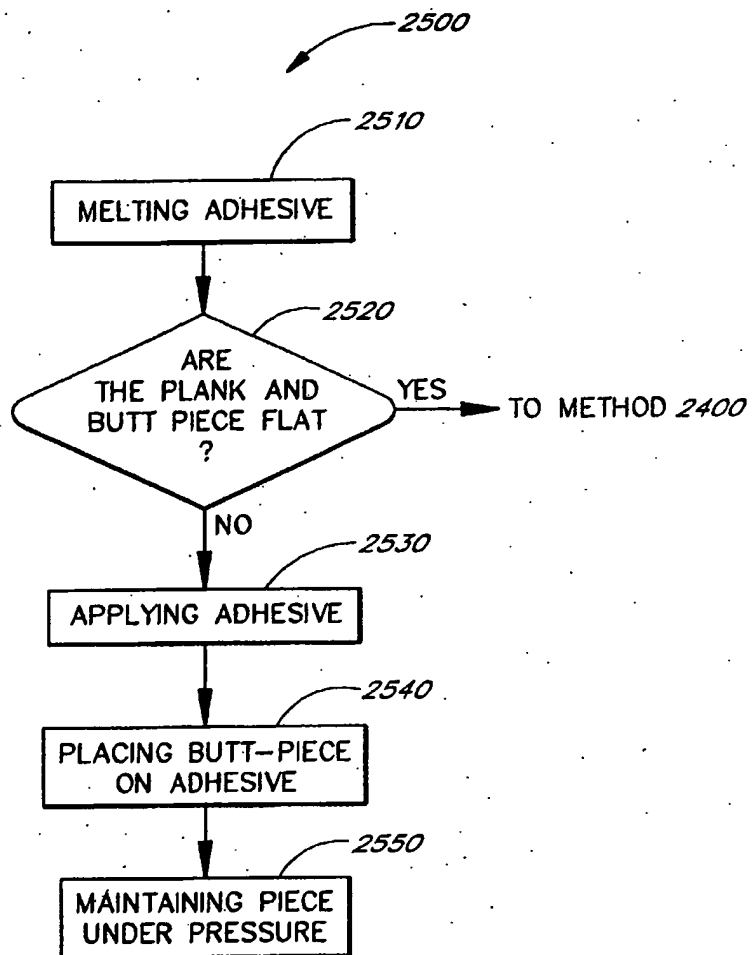 2500
2510
MELTING ADHESIVE
2520
ARE
THE PLANK AND
BUTT PIECE FLAT
?
YES
TO METHOD 2400
NO
2530
APPLYING ADHESIVE
2540
PLACING BUTT-PIECE
ON ADHESIVE
2550
MAINTAINING PIECE
UNDER PRESSURE